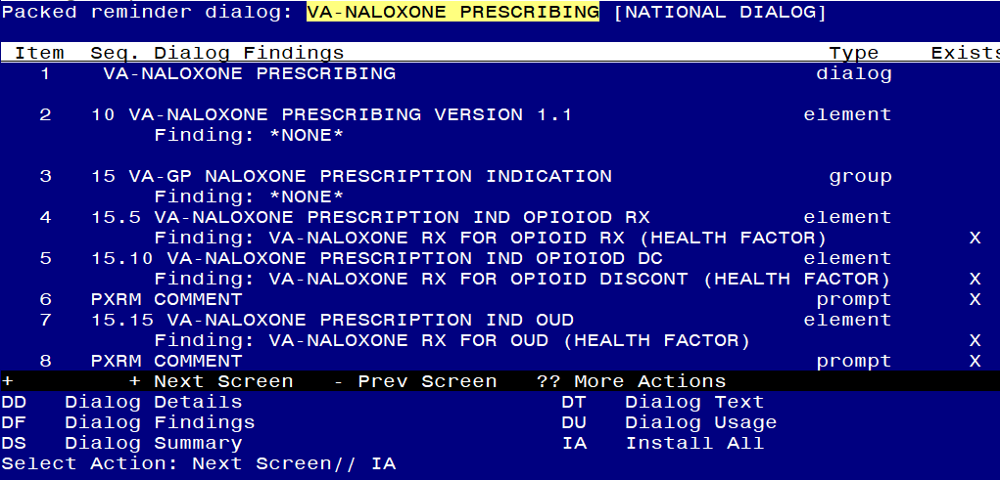 Packed reminder dialog: VA-NALOXONE PRESCRIBING [NATIONAL DIALOG]
Item  Seq. Dialog Findings  Type  Exists
1  VA-NALOXONE PRESCRIBING  dialog
2  10 VA-NALOXONE PRESCRIBING VERSION 1.1  element
Finding: *NONE*
3  15 VA-GP NALOXONE PRESCRIPTION INDICATION  group
Finding: *NONE*
4  15.5 VA-NALOXONE PRESCRIPTION IND OPIOIOD RX  element
Finding: VA-NALOXONE RX FOR OPIOID RX (HEALTH FACTOR)  X
5  15.10 VA-NALOXONE PRESCRIPTION IND OPIOIOD DC  element
Finding: VA-NALOXONE RX FOR OPIOID DISCONT (HEALTH FACTOR)  X
6  PXRM COMMENT  prompt  X
7  15.15 VA-NALOXONE PRESCRIPTION IND OUD  element
Finding: VA-NALOXONE RX FOR OUD (HEALTH FACTOR)  X
8  PXRM COMMENT  prompt  X
+  + Next Screen  - Prev Screen  ?? More Actions
DD  Dialog Details  DT  Dialog Text
DF  Dialog Findings  DU  Dialog Usage
DS  Dialog Summary  IA  Install All
Select Action: Next Screen// IA